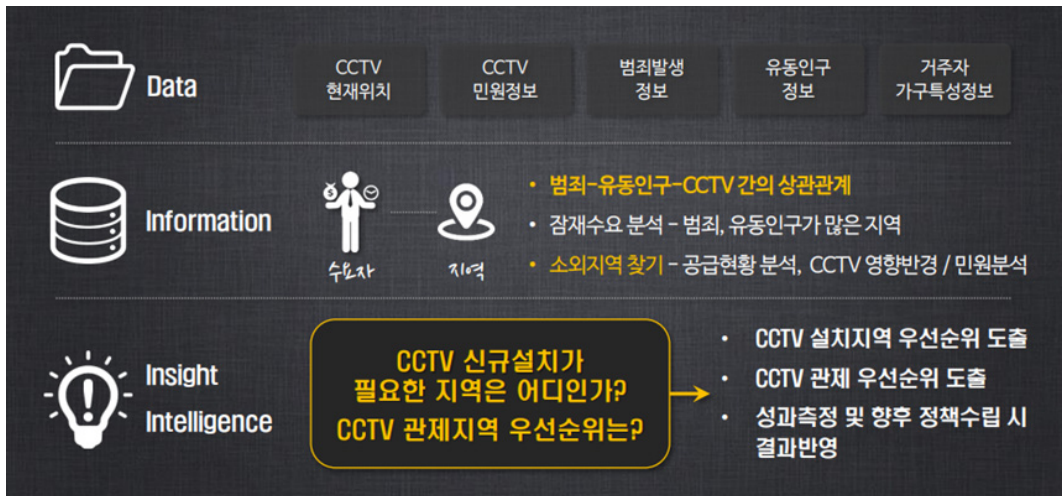 Data
CCTV
현재위치
CCTV
민원정보
범죄발생
정보
유동인구
정보
거주자
가구특성정보
Information
수요자
지역
• 범죄-유동인구-CCTV 간의 상관관계
• 잠재수요 분석 - 범죄, 유동인구가 많은 지역
• 소외지역 찾기 - 공급현황 분석, CCTV 영향반경 / 민원분석
Insight
Intelligence
CCTV 신규설치가
필요한 지역은 어디인가?
CCTV 관제지역 우선순위는?
• CCTV 설치지역 우선순위 도출
• CCTV 관제 우선순위 도출
• 성과측정 및 향후 정책수립 시
결과반영